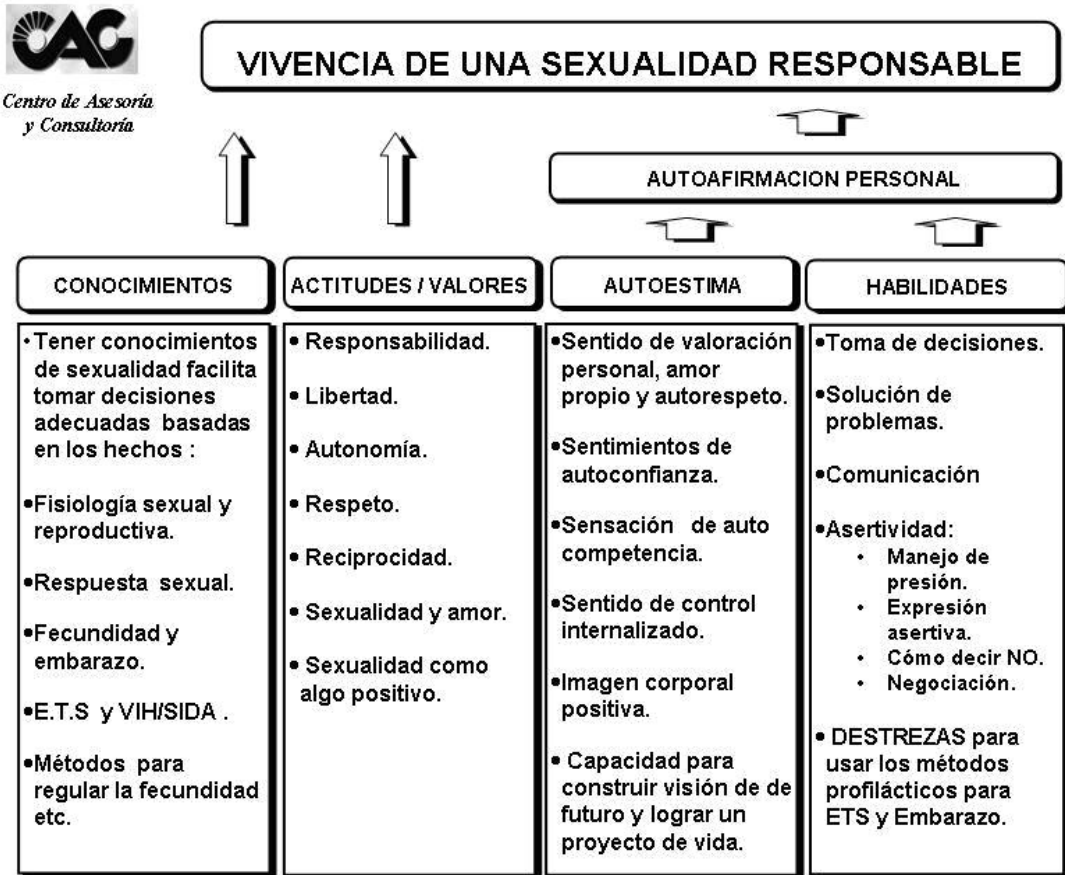 CAC
Centro de Asesoría
y Consultoría
VIVENCIA DE UNA SEXUALIDAD RESPONSABLE
AUTOAFIRMACION PERSONAL
CONOCIMIENTOS
•Tener conocimientos
de sexualidad facilita
tomar decisiones
adecuadas basadas
en los hechos :
•Fisiología sexual y
reproductiva.
•Respuesta sexual.
•Fecundidad y
embarazo.
•E.T.S y VIH/SIDA .
•Métodos para
regular la fecundidad
etc.
ACTITUDES / VALORES
• Responsabilidad.
• Libertad.
• Autonomía.
• Respeto.
• Reciprocidad.
• Sexualidad y amor.
• Sexualidad como
algo positivo.
AUTOESTIMA
•Sentido de valoración
personal, amor
propio y autorespeto.
•Sentimientos de
autoconfianza.
•Sensación de auto
competencia.
•Sentido de control
internalizado.
•Imagen corporal
positiva.
• Capacidad para
construir visión de de
futuro y lograr un
proyecto de vida.
HABILIDADES
•Toma de decisiones.
•Solución de
problemas.
•Comunicación
•Asertividad:
• Manejo de
presión.
• Expresión
asertiva.
• Cómo decir NO.
• Negociación.
• DESTREZAS para
usar los métodos
profilácticos para
ETS y Embarazo.